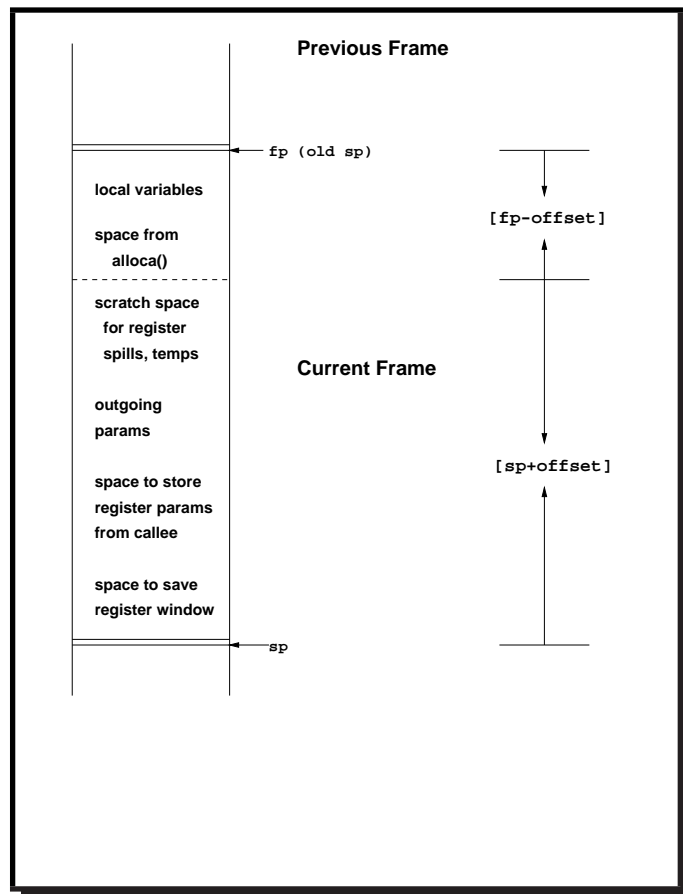 Previous Frame
fp (old sp)
local variables
[fp-offset]
space from
alloca()
scratch space
for register
spills, temps
Current Frame
outgoing
params
[sp+offset]
space to store
register params
from callee
space to save
register window
sp